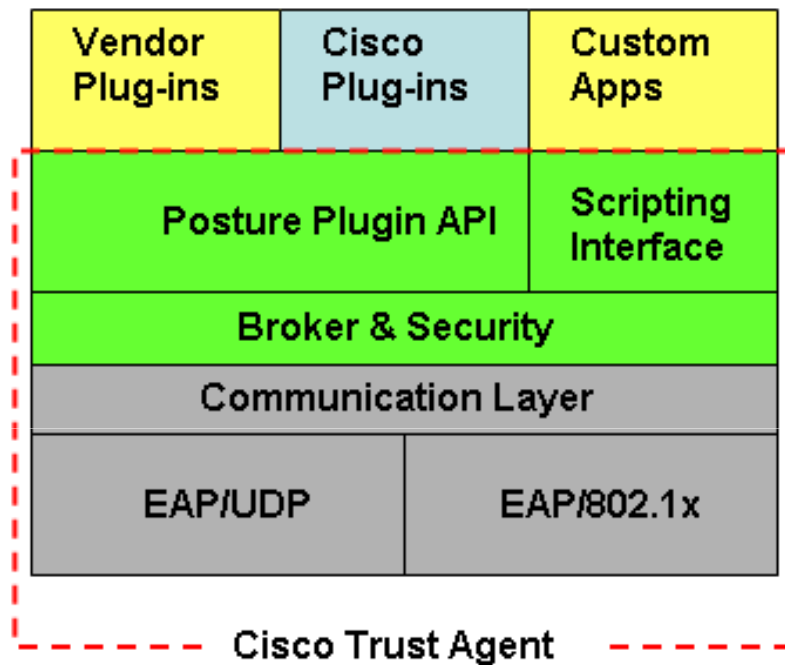 Vendor
Plug-ins
Cisco
Plug-ins
Custom
Apps
Posture Plugin API
Scripting
Interface
Broker & Security
Communication Layer
EAP/UDP
EAP/802.1x
Cisco Trust Agent